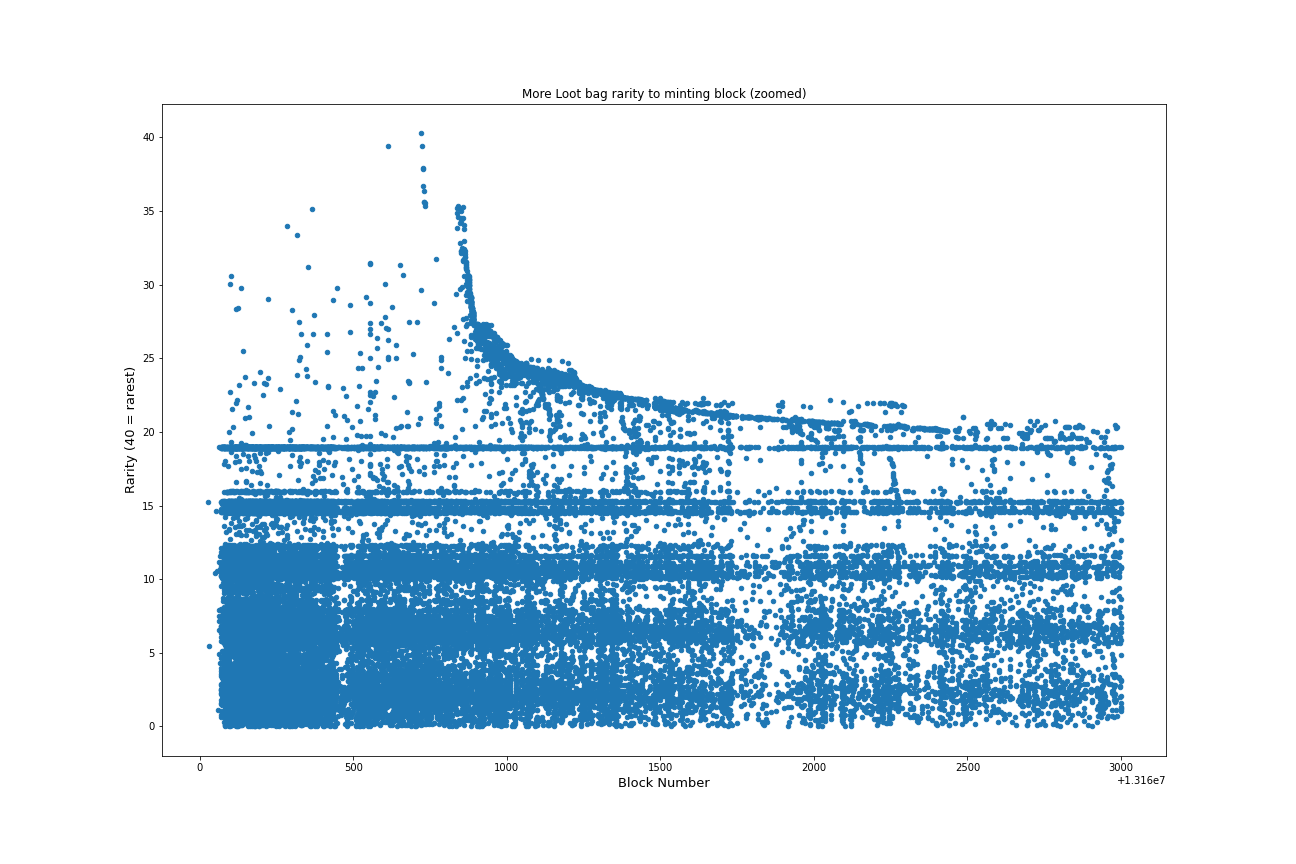 More Loot bag rarity to minting block (zoomed)
Rarity (40 = rarest)
40
35
30
25
20
15
10
5
0
0 500 1000 1500 2000 2500 3000
+1.316e7
Block Number